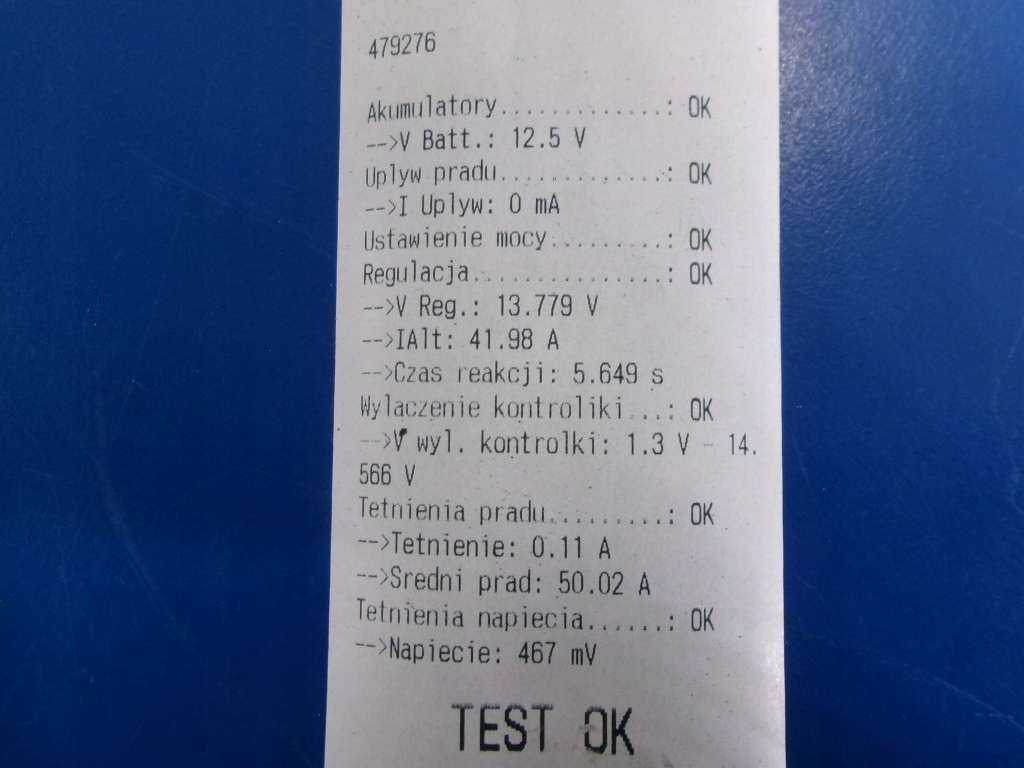 479276
Akumulatory.............: OK
-->V Batt.: 12.5 V
Uplyw pradu.............: OK
-->I Uplyw: 0 mA
Ustawienie mocy.........: OK
Regulacja...............: OK
-->V Reg.: 13.779 V
-->IAlt: 41.98 A
-->Czas reakcji: 5.649 s
Wylaczenie kontroliki...: OK
-->V wyl. kontrolki: 1.3 V - 14.
566 V
Tetnienia pradu.........: OK
-->Tetnienie: 0.11 A
-->Sredni prad: 50.02 A
Tetnienia napiecia......: OK
-->Napiecie: 467 mV
TEST OK